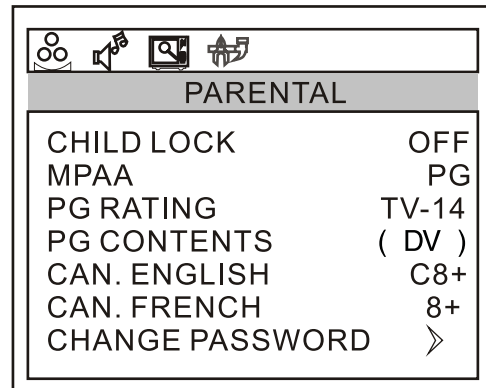 PARENTAL
CHILD LOCK OFF
MPAA PG
PG RATING TV-14
PG CONTENTS ( DV )
CAN. ENGLISH C8+
CAN. FRENCH 8+
CHANGE PASSWORD